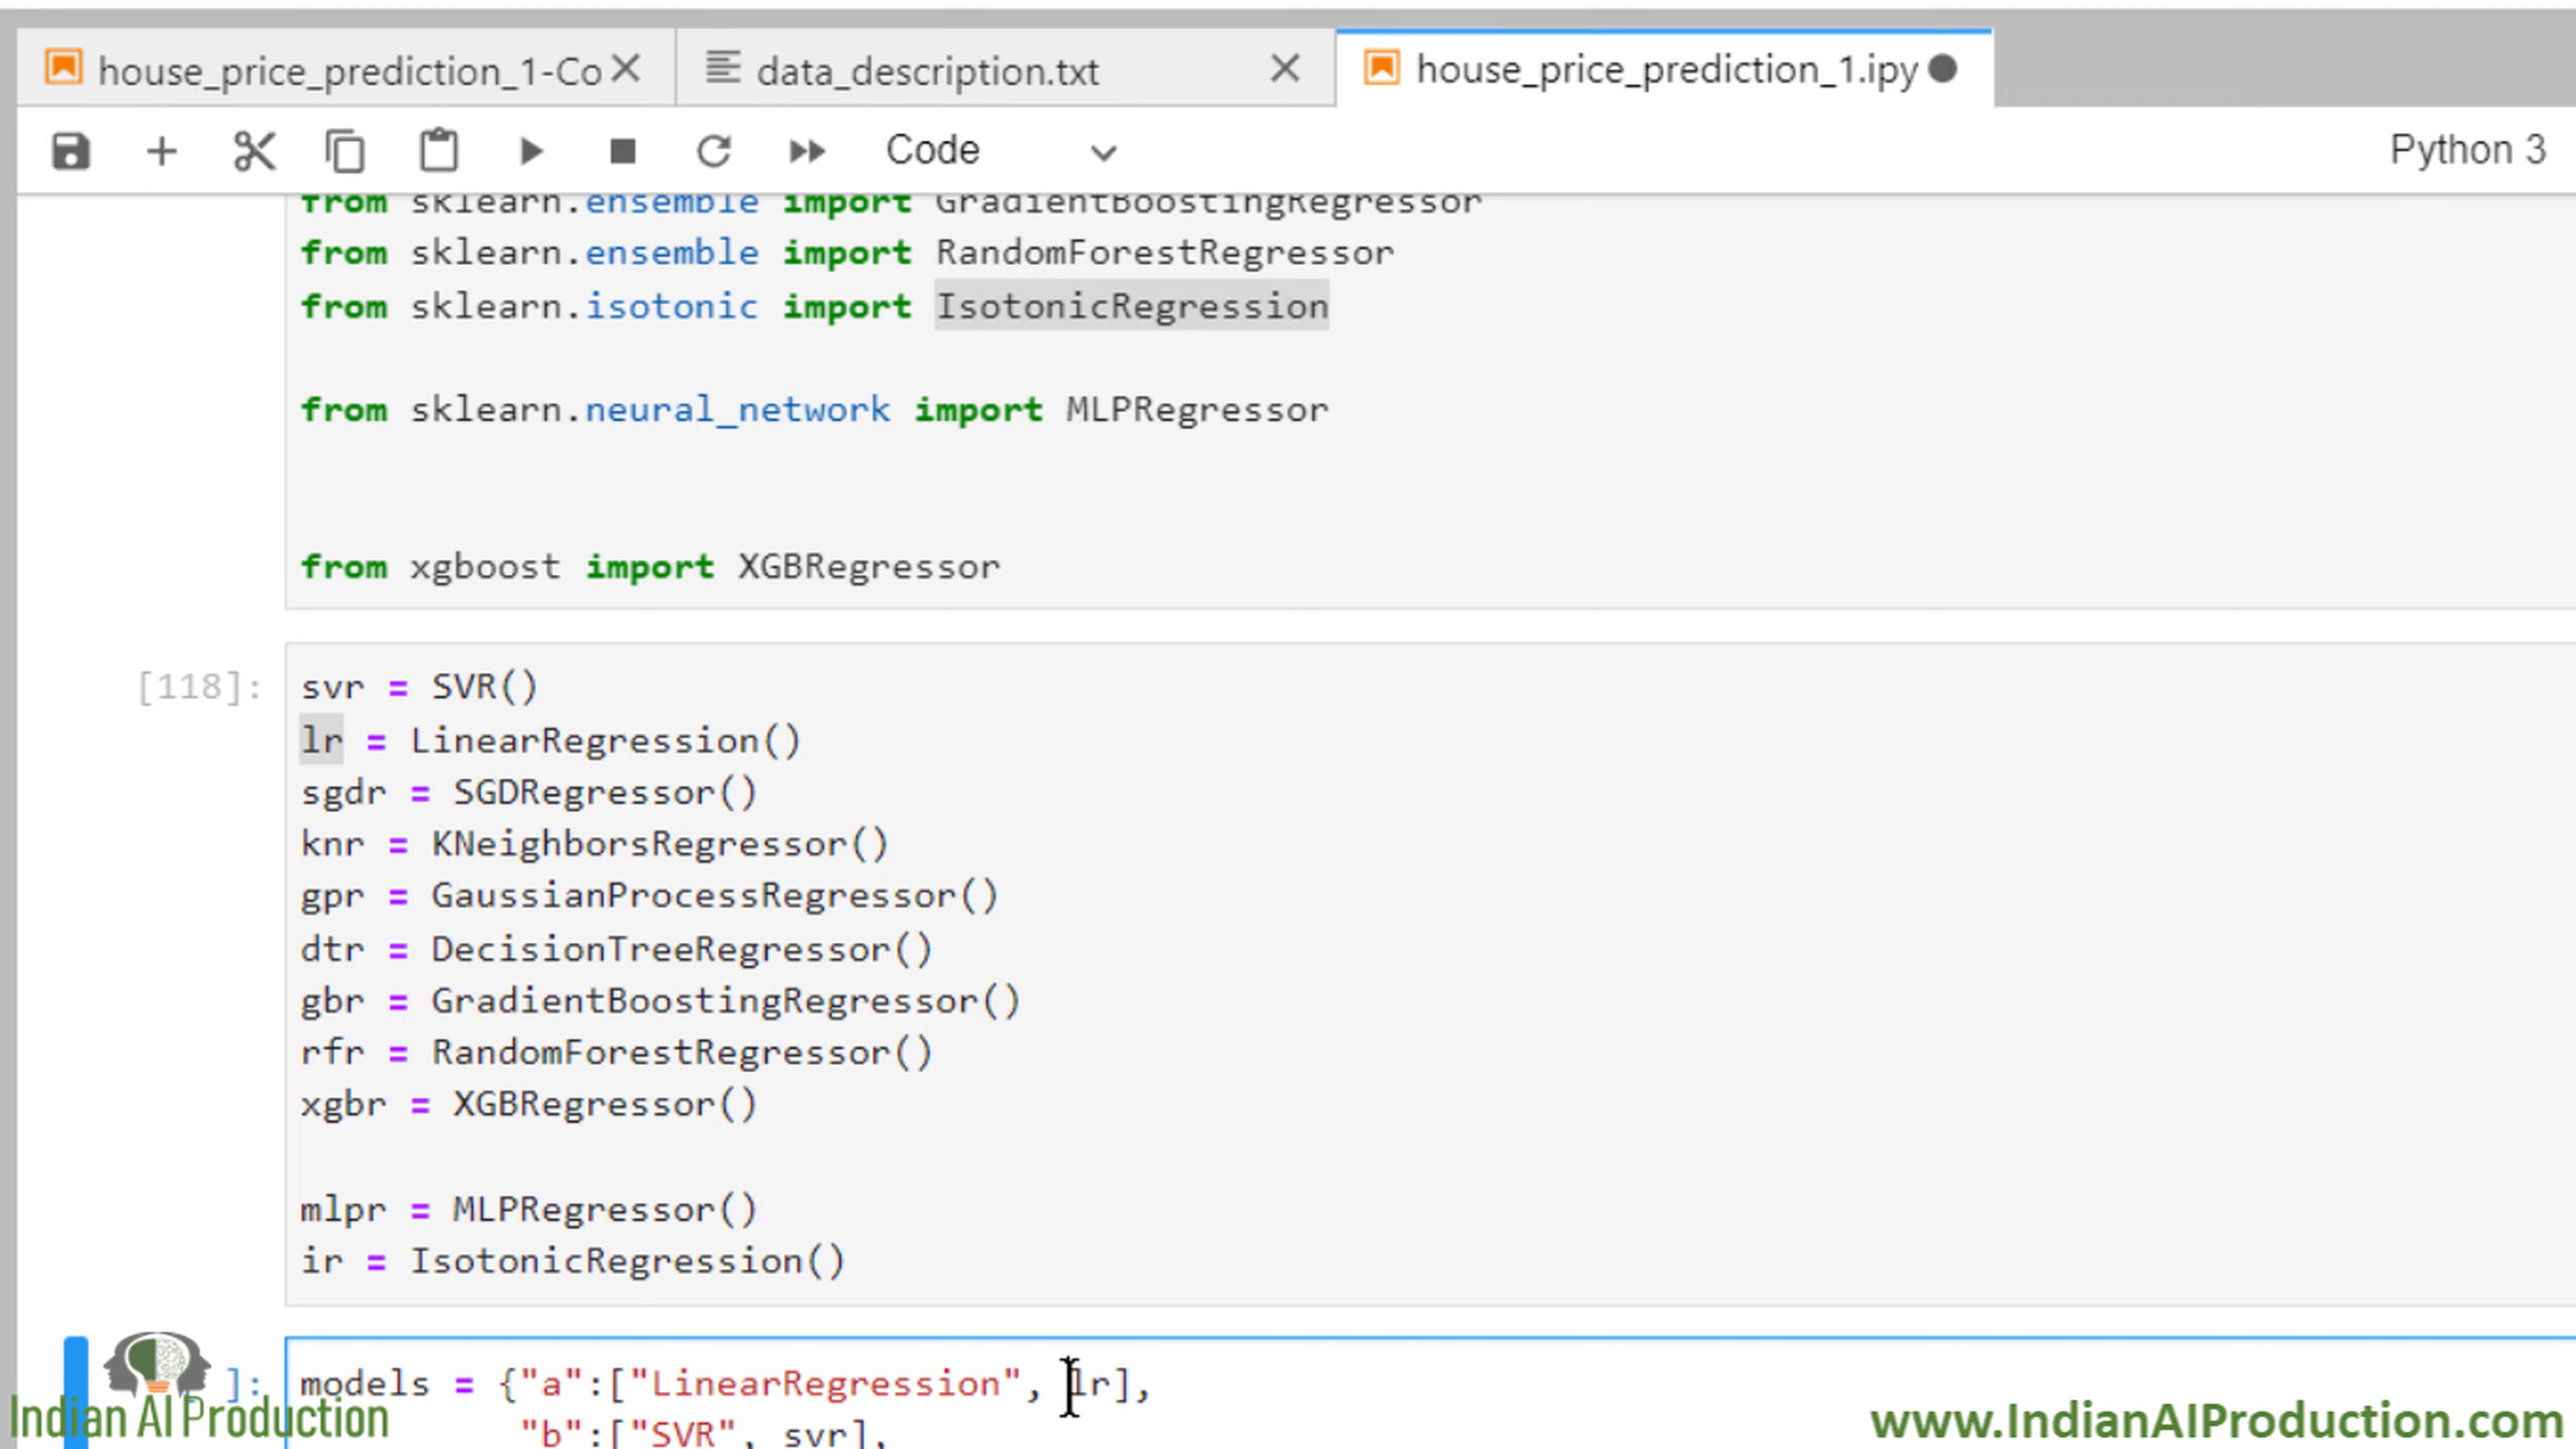 house_price_prediction_1-Co
data_description.txt
house_price_prediction_1.ipy
Code
Python 3
from sklearn.ensemble import GradientBoostingRegressor
from sklearn.ensemble import RandomForestRegressor
from sklearn.isotonic import IsotonicRegression
from sklearn.neural_network import MLPRegressor
from xgboost import XGBRegressor
[118]:
svr = SVR()
lr = LinearRegression()
sgdr = SGDRegressor()
knr = KNeighborsRegressor()
gpr = GaussianProcessRegressor()
dtr = DecisionTreeRegressor()
gbr = GradientBoostingRegressor()
rfr = RandomForestRegressor()
xgbr = XGBRegressor()
mlpr = MLPRegressor()
ir = IsotonicRegression()
]:
models = {"a":["LinearRegression", lr],
"b":["SVR", svr],
Indian AI Production
www.IndianAIProduction.com